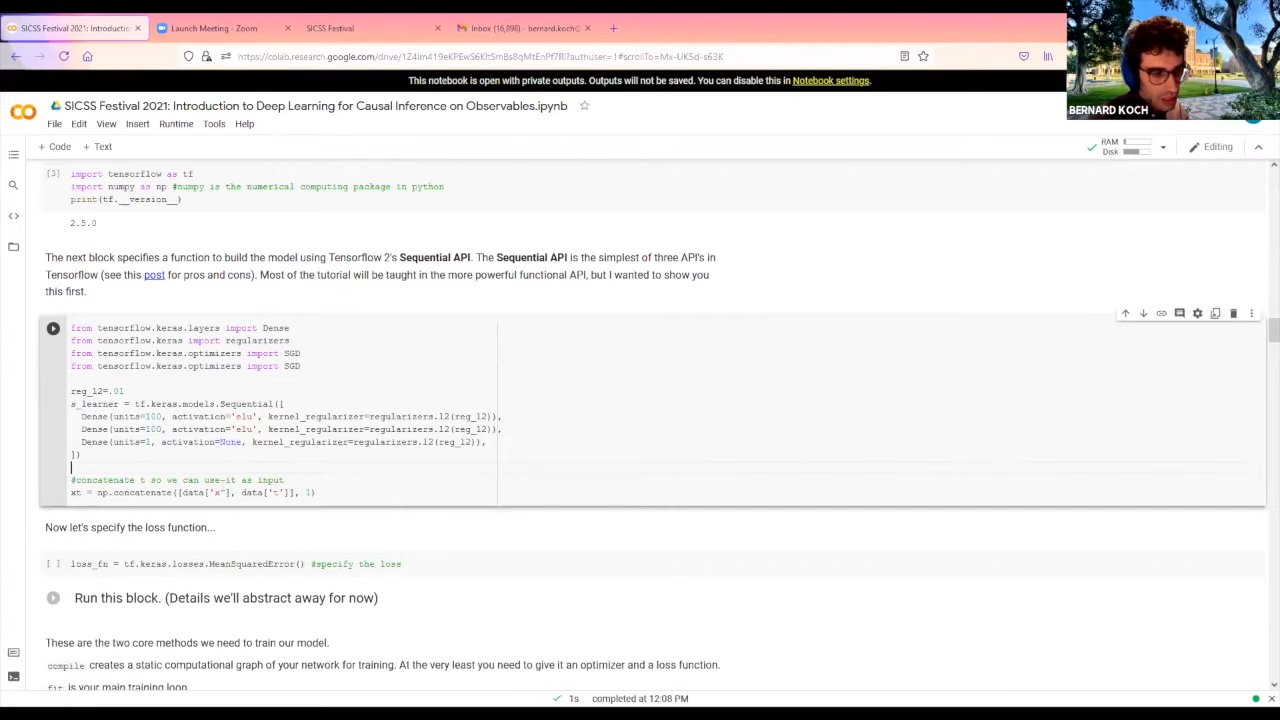 SICSS Festival 2021: Introductio
Launch Meeting - Zoom
SICSS Festival
Inbox (16,898) - bernard.koch@
This notebook is open with private outputs. Outputs will not be saved. You can disable this in Notebook settings.
BERNARD KOCH
SICSS Festival 2021: Introduction to Deep Learning for Causal Inference on Observables.ipynb
File Edit View Insert Runtime Tools Help
+ Code + Text
RAM
Disk
Editing
[3] import tensorflow as tf
import numpy as np #numpy is the numerical computing package in python
print(tf.__version__)
2.5.0
The next block specifies a function to build the model using Tensorflow 2's Sequential API. The Sequential API is the simplest of three API's in
Tensorflow (see this post for pros and cons). Most of the tutorial will be taught in the more powerful functional API, but I wanted to show you
this first.
from tensorflow.keras.layers import Dense
from tensorflow.keras import regularizers
from tensorflow.keras.optimizers import SGD
from tensorflow.keras.optimizers import SGD
reg_l2=.01
s_learner = tf.keras.models.Sequential([
Dense(units=100, activation='elu', kernel_regularizer=regularizers.l2(reg_l2)),
Dense(units=100, activation='elu', kernel_regularizer=regularizers.l2(reg_l2)),
Dense(units=1, activation=None, kernel_regularizer=regularizers.l2(reg_l2)),
])
#concatenate t so we can use it as input
xt = np.concatenate([data['x'], data['t']], 1)
Now let's specify the loss function...
[ ] loss_fn = tf.keras.losses.MeanSquaredError() #specify the loss
Run this block. (Details we'll abstract away for now)
These are the two core methods we need to train our model.
compile creates a static computational graph of your network for training. At the very least you need to give it an optimizer and a loss function.
fit is your main training loop
1s completed at 12:08 PM